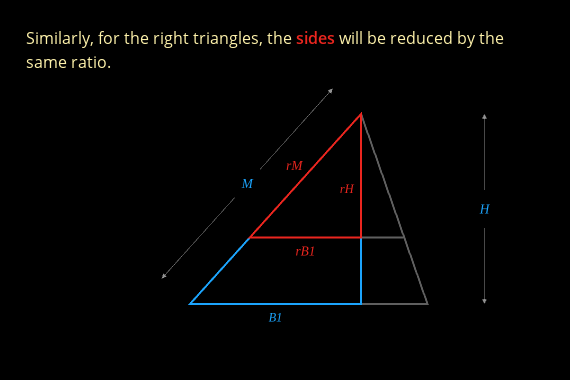 Similarly, for the right triangles, the sides will be reduced by the
same ratio.
rM
M
rH
H
rB1
B1